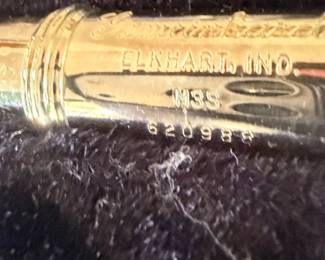 ELKHART, IND.
M3S
620988